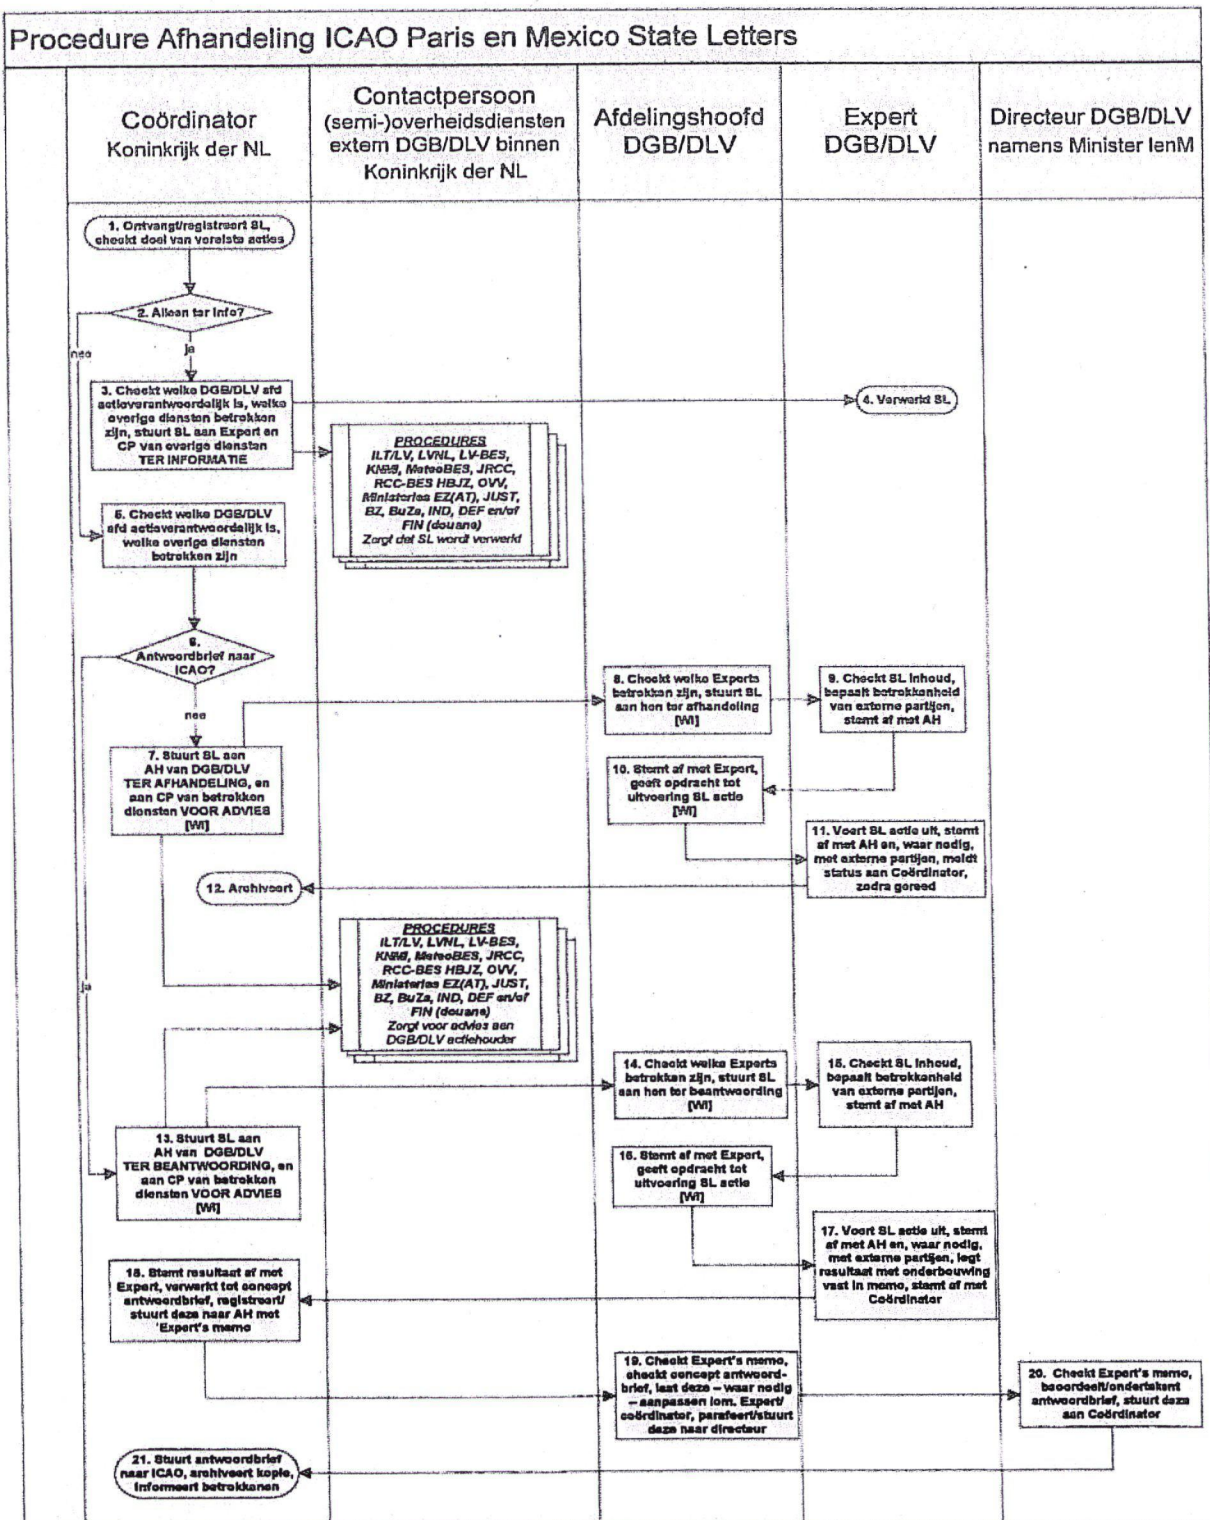 Procedure Afhandeling ICAO Paris en Mexico State Letters
Coördinator
Koninkrijk der NL
Contactpersoon
(semi-)overheidsdiensten
extern DGB/DLV binnen
Koninkrijk der NL
Afdelingshoofd
DGB/DLV
Expert
DGB/DLV
Directeur DGB/DLV
namens Minister IenM
1. Ontvangt/registreert SL,
checkt doel van vereiste acties
2. Alleen ter info?
nee
ja
3. Checkt welke DGB/DLV afd
actieverantwoordelijk is, welke
overige diensten betrokken
zijn, stuurt SL aan Expert en
CP van overige diensten
TER INFORMATIE
4. Verwerkt SL
PROCEDURES
ILT/LV, LVNL, LV-BES,
KNMI, MeteoBES, JRCC,
RCC-BES HBJZ, OVV,
Ministeries EZ(AT), JUST,
BZ, BuZa, IND, DEF en/of
FIN (douane)
Zorgt dat SL wordt verwerkt
5. Checkt welke DGB/DLV
afd actieverantwoordelijk is,
welke overige diensten
betrokken zijn
6.
Antwoordbrief naar
ICAO?
nee
ja
7. Stuurt SL aan
AH van DGB/DLV
TER AFHANDELING, en
aan CP van betrokken
diensten VOOR ADVIES
[WI]
8. Checkt welke Experts
betrokken zijn, stuurt SL
aan hen ter afhandeling
[WI]
9. Checkt SL inhoud,
bepaalt betrokkenheid
van externe partijen,
stemt af met AH
10. Stemt af met Expert,
geeft opdracht tot
uitvoering SL actie
[WI]
11. Voert SL actie uit, stemt
af met AH en, waar nodig,
met externe partijen, meldt
status aan Coördinator,
zodra gereed
12. Archiveert
PROCEDURES
ILT/LV, LVNL, LV-BES,
KNMI, MeteoBES, JRCC,
RCC-BES HBJZ, OVV,
Ministeries EZ(AT), JUST,
BZ, BuZa, IND, DEF en/of
FIN (douane)
Zorgt voor advies aan
DGB/DLV actiehouder
13. Stuurt SL aan
AH van DGB/DLV
TER BEANTWOORDING, en
aan CP van betrokken
diensten VOOR ADVIES
[WI]
14. Checkt welke Experts
betrokken zijn, stuurt SL
aan hen ter beantwoording
[WI]
15. Checkt SL inhoud,
bepaalt betrokkenheid
van externe partijen,
stemt af met AH
16. Stemt af met Expert,
geeft opdracht tot
uitvoering SL actie
[WI]
17. Voert SL actie uit, stemt
af met AH en, waar nodig,
met externe partijen, legt
resultaat met onderbouwing
vast in memo, stemt af met
Coördinator
18. Stemt resultaat af met
Expert, verwerkt tot concept
antwoordbrief, registreert/
stuurt deze naar AH met
'Expert's memo
19. Checkt Expert's memo,
checkt concept antwoord-
brief, laat deze – waar nodig
– aanpassen iom. Expert/
coördinator, parafeert/stuurt
deze naar directeur
20. Checkt Expert's memo,
beoordeelt/ondertekent
antwoordbrief, stuurt deze
aan Coördinator
21. Stuurt antwoordbrief
naar ICAO, archiveert kopie,
informeert betrokkenen